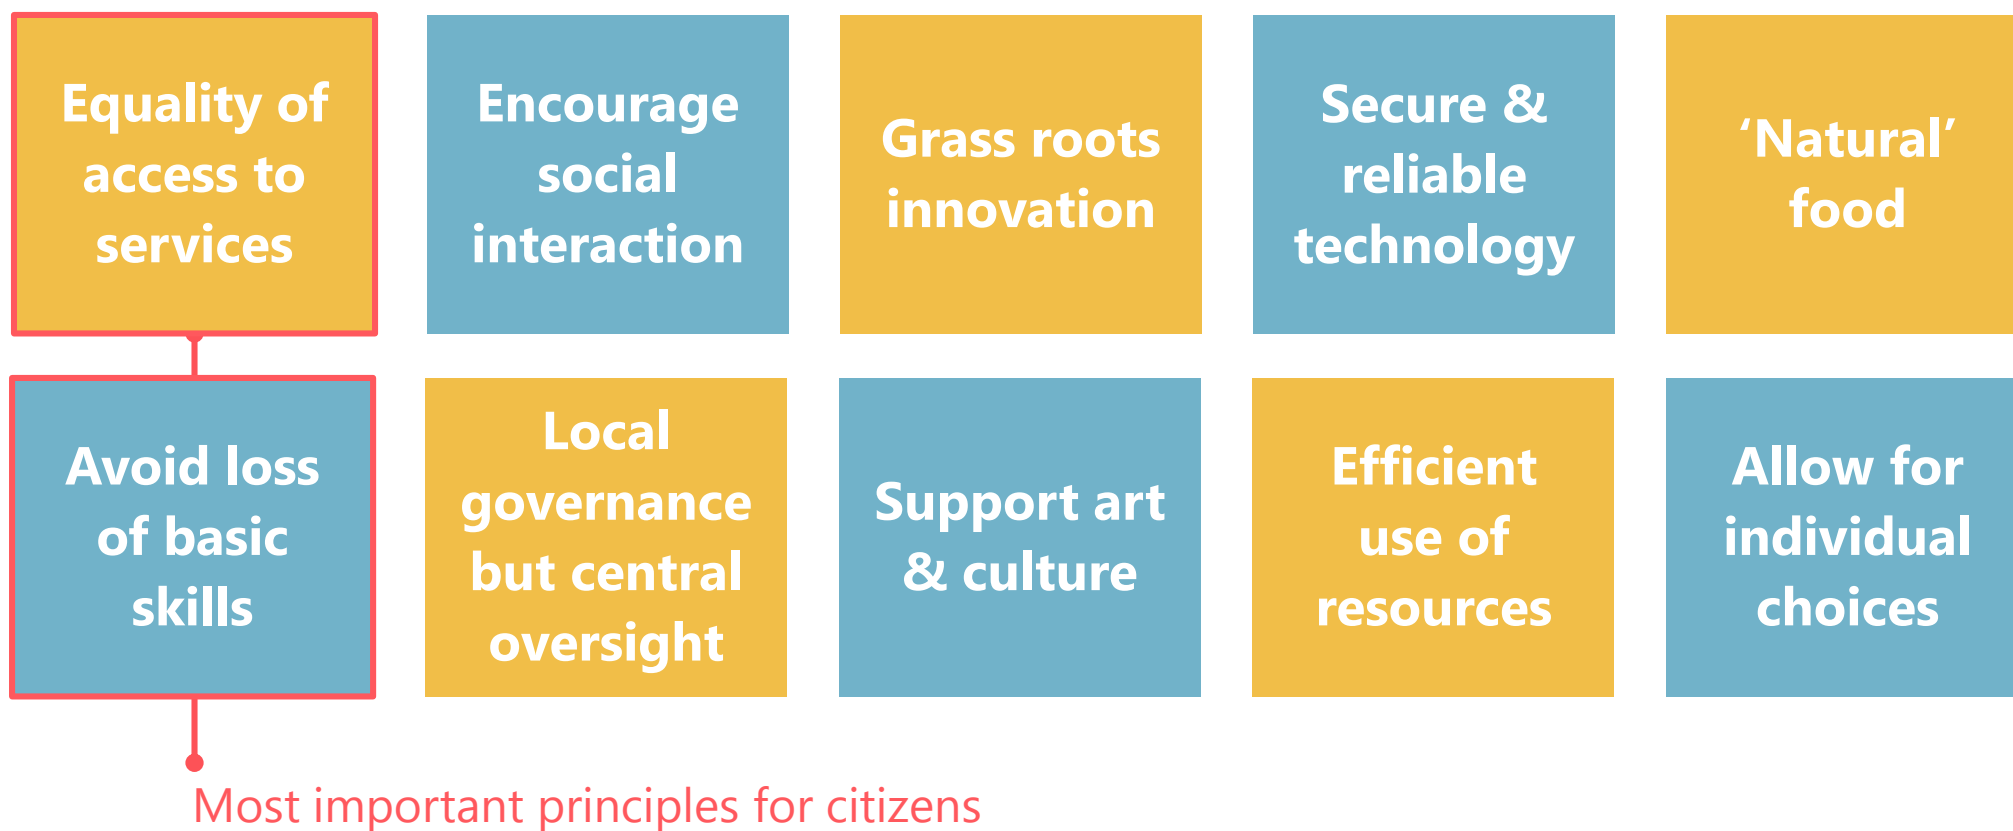 Equality of
access to
services
Encourage
social
interaction
Grass roots
innovation
Secure &
reliable
technology
‘Natural’
food
Avoid loss
of basic
skills
Local
governance
but central
oversight
Support art
& culture
Efficient
use of
resources
Allow for
individual
choices
Most important principles for citizens